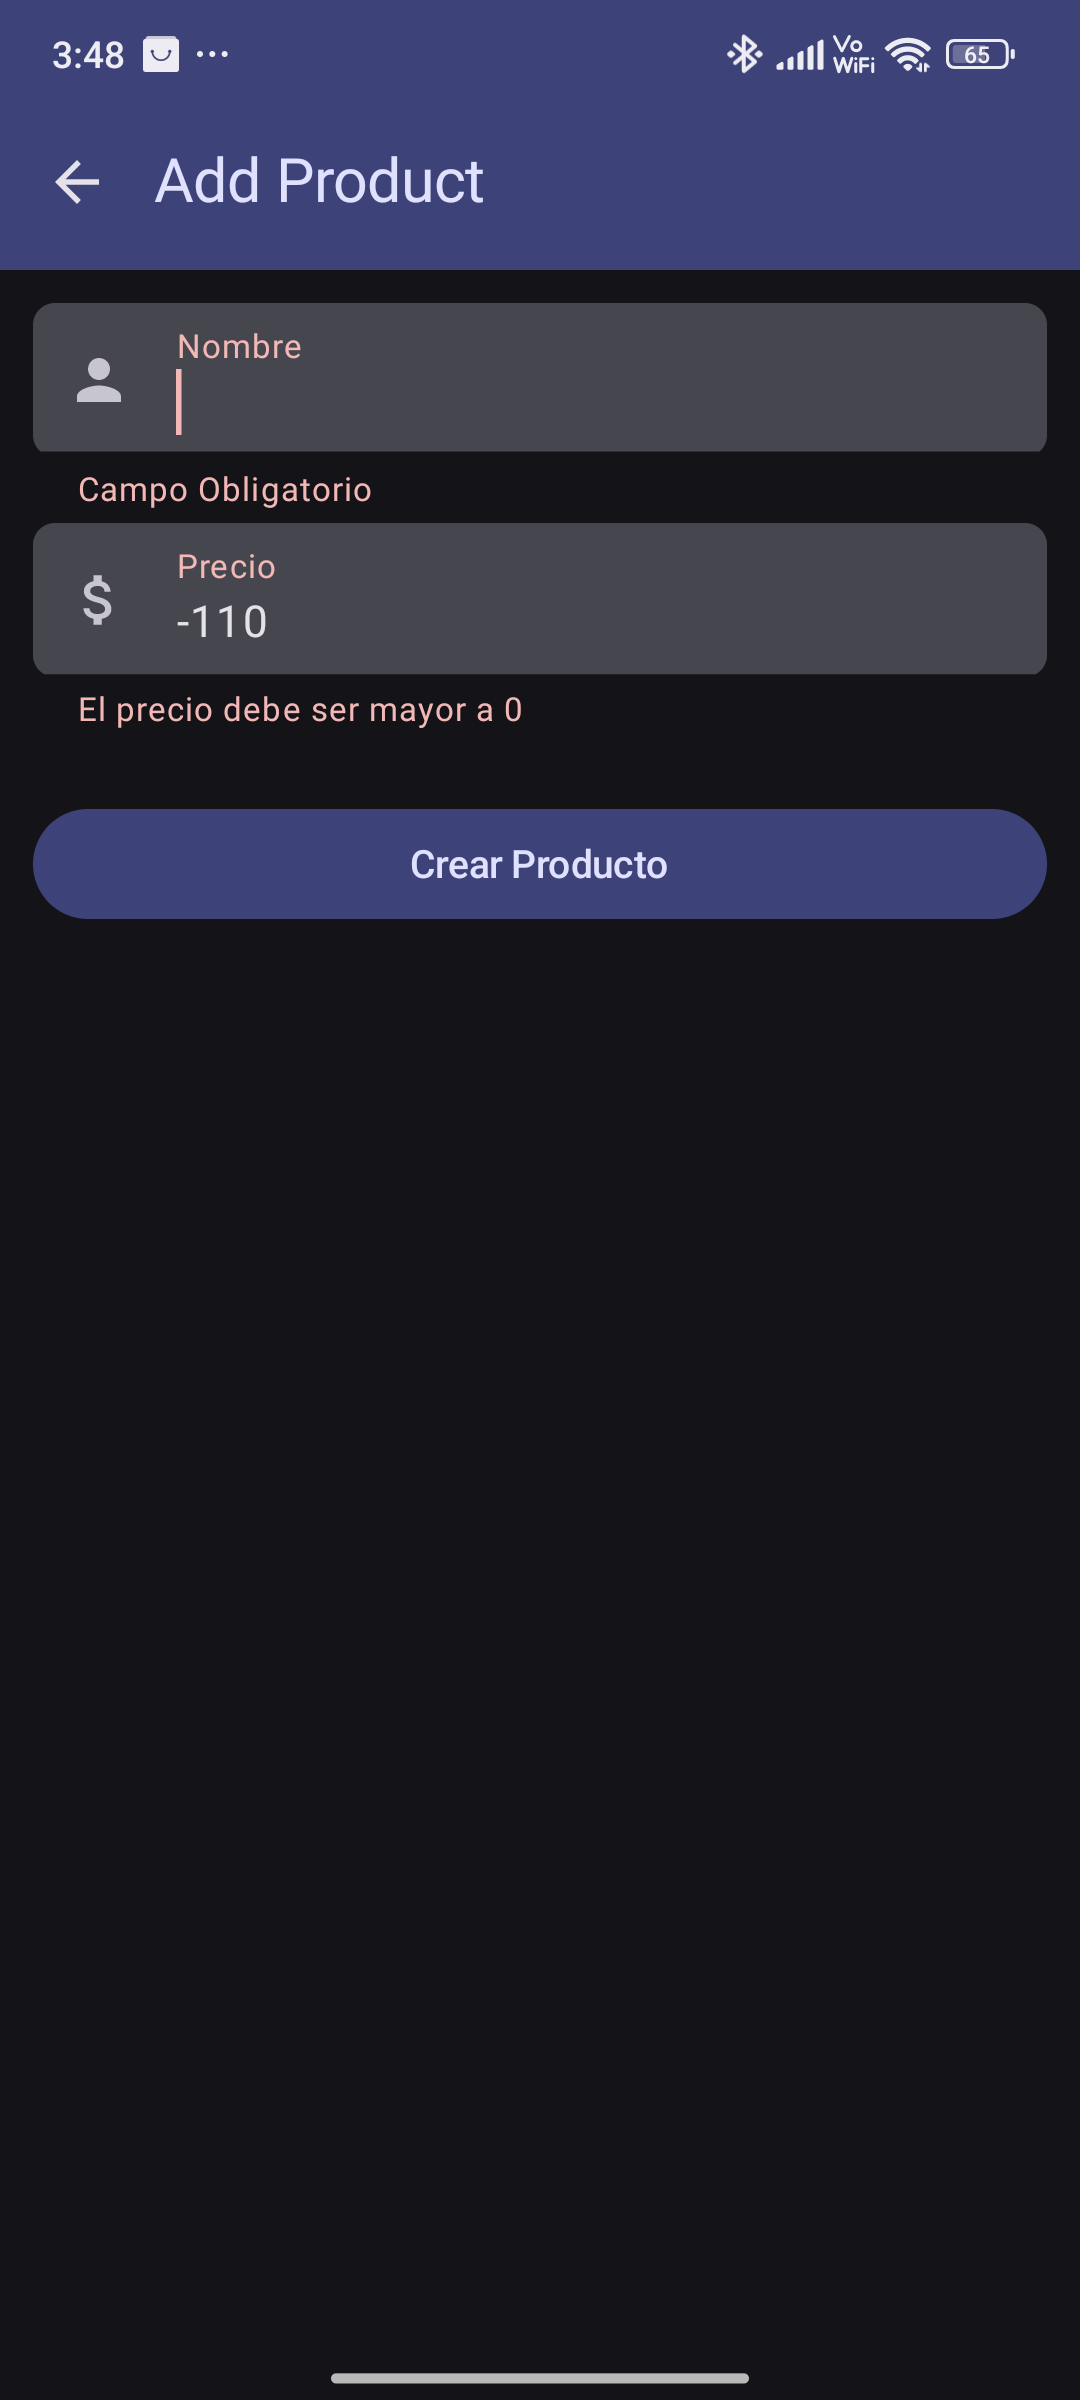 3:48
Vo
WiFi
65
Add Product
Nombre
Campo Obligatorio
$
Precio
-110
El precio debe ser mayor a 0
Crear Producto